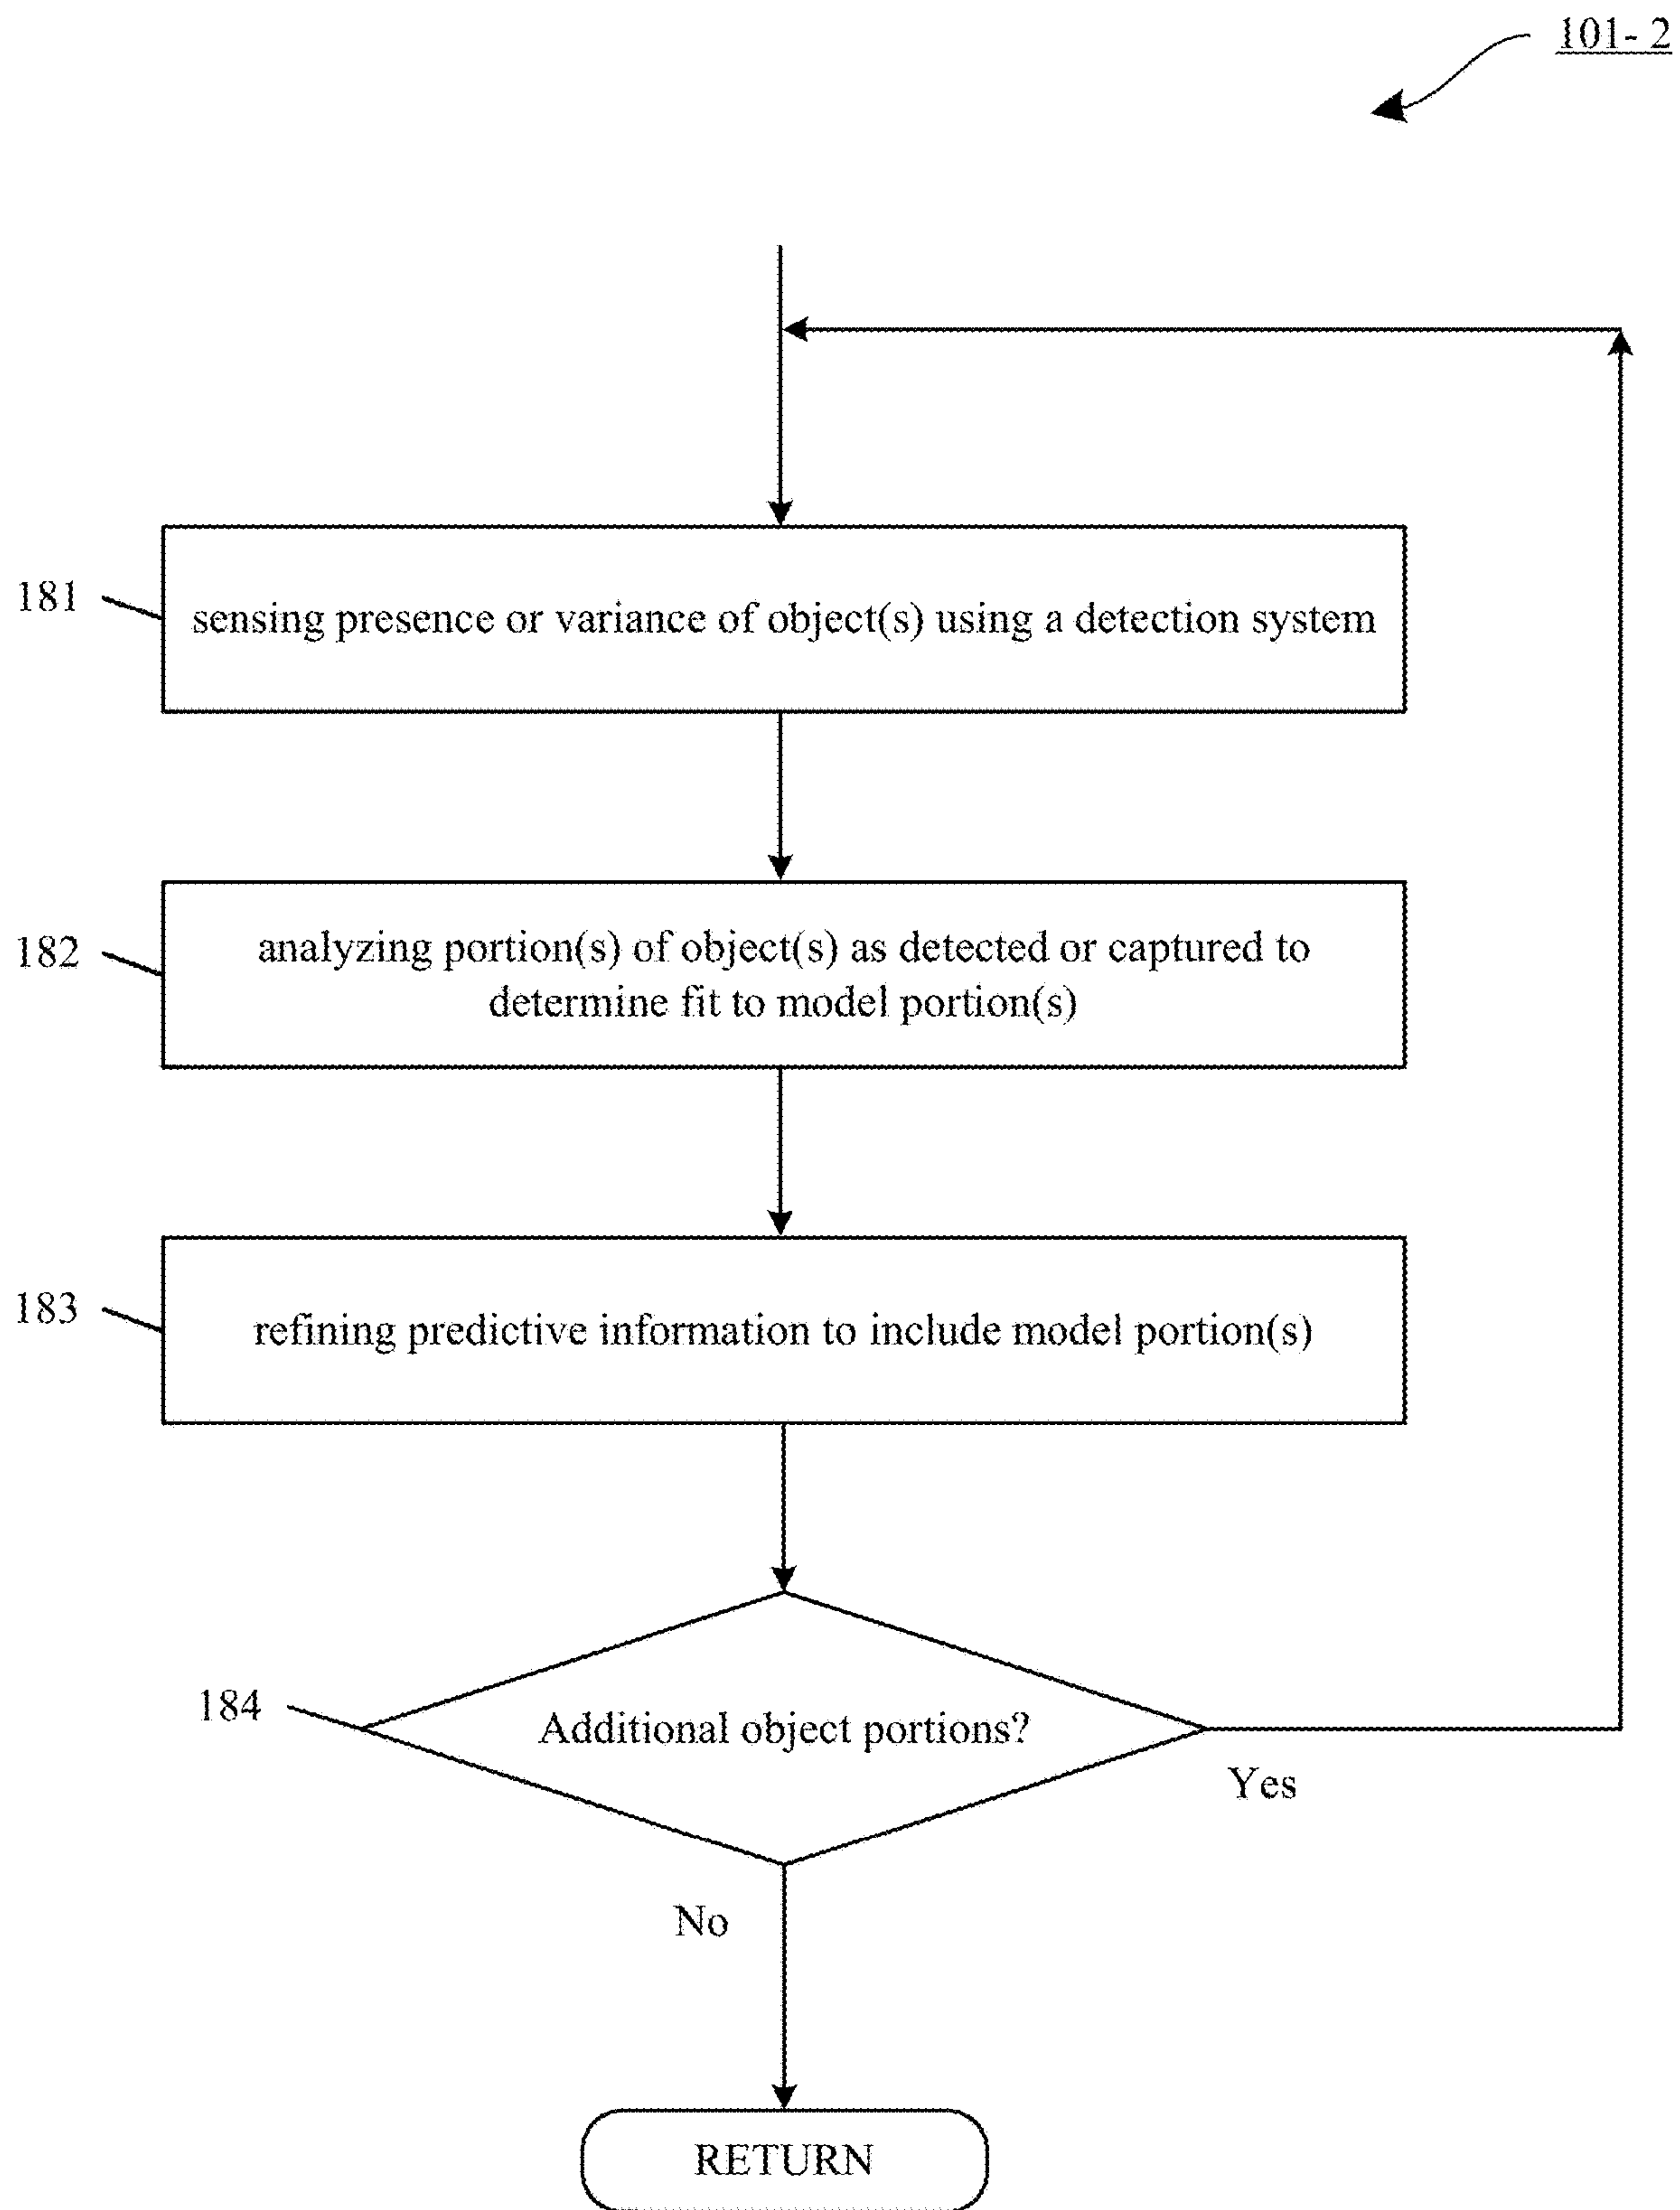 101- 2
181
sensing presence or variance of object(s) using a detection system
182
analyzing portion(s) of object(s) as detected or captured to
determine fit to model portion(s)
183
refining predictive information to include model portion(s)
184
Additional object portions?
Yes
No
RETURN